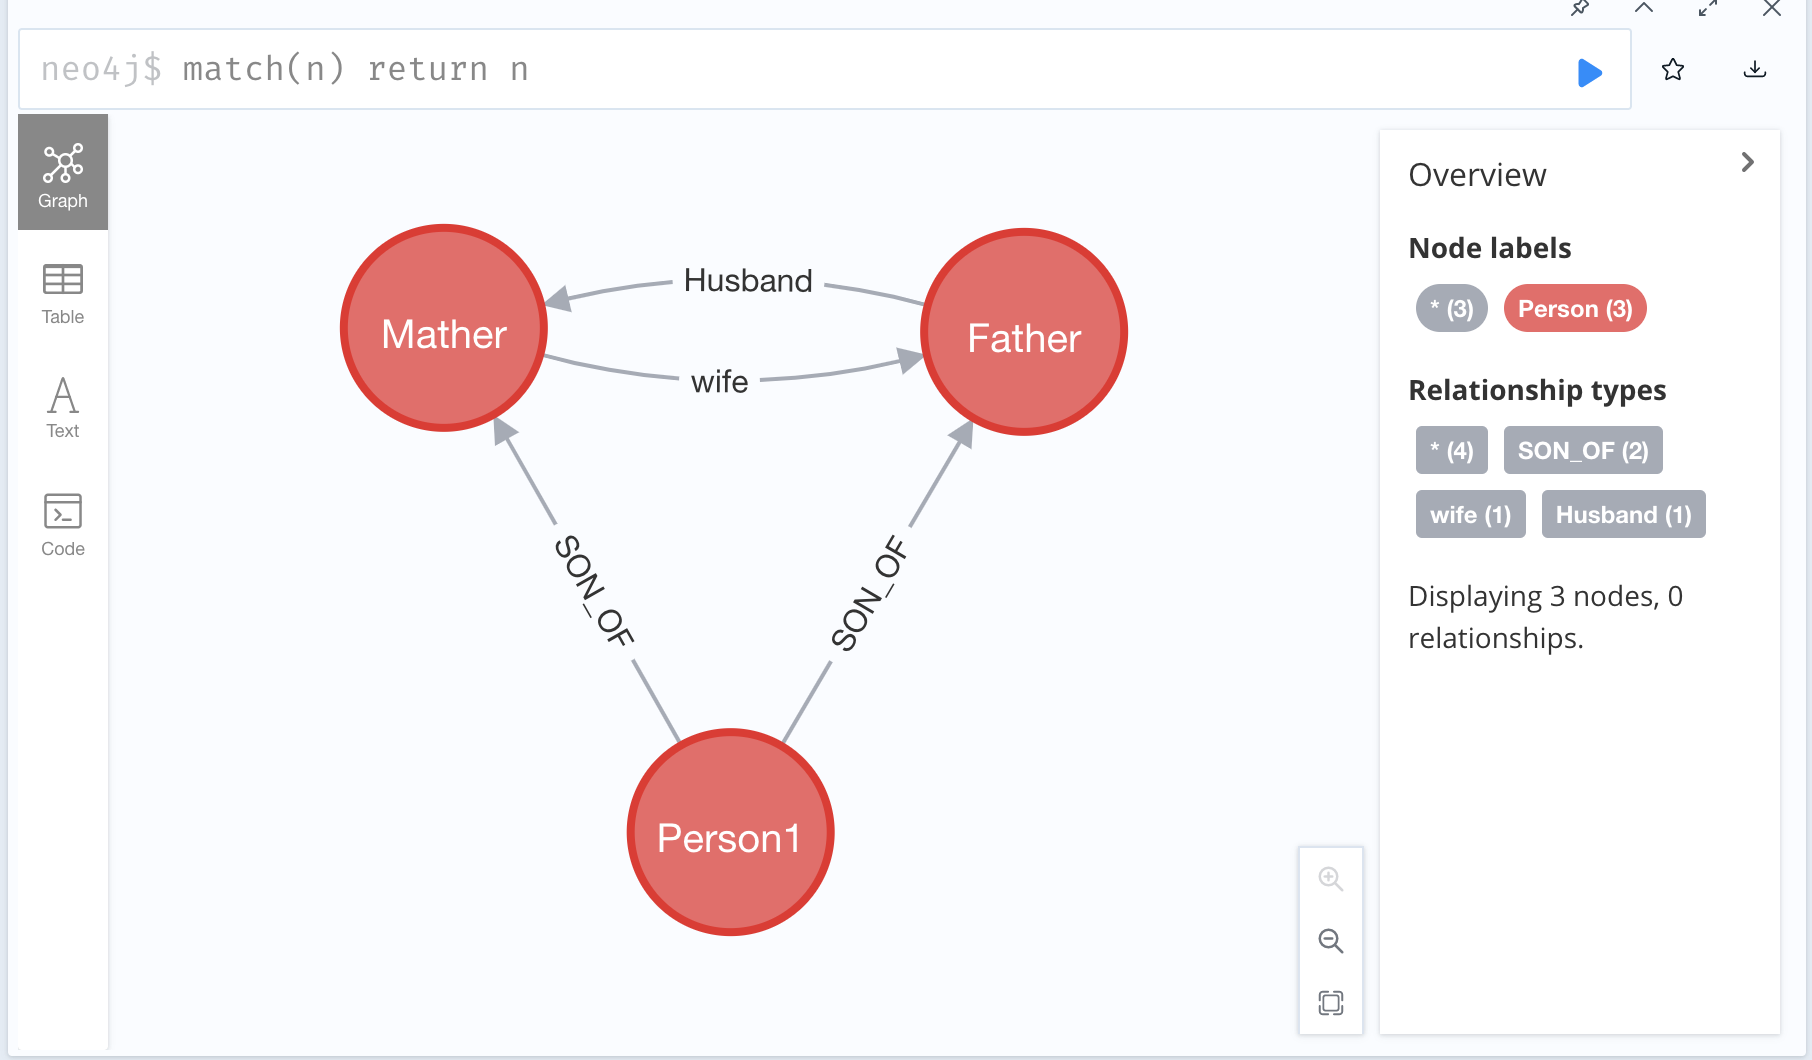 neo4j$ match(n) return n
Graph
Table
Text
Code
Mather
Husband
wife
Father
SON_OF
SON_OF
Person1
Overview
Node labels
* (3) Person (3)
Relationship types
* (4) SON_OF (2)
wife (1) Husband (1)
Displaying 3 nodes, 0
relationships.